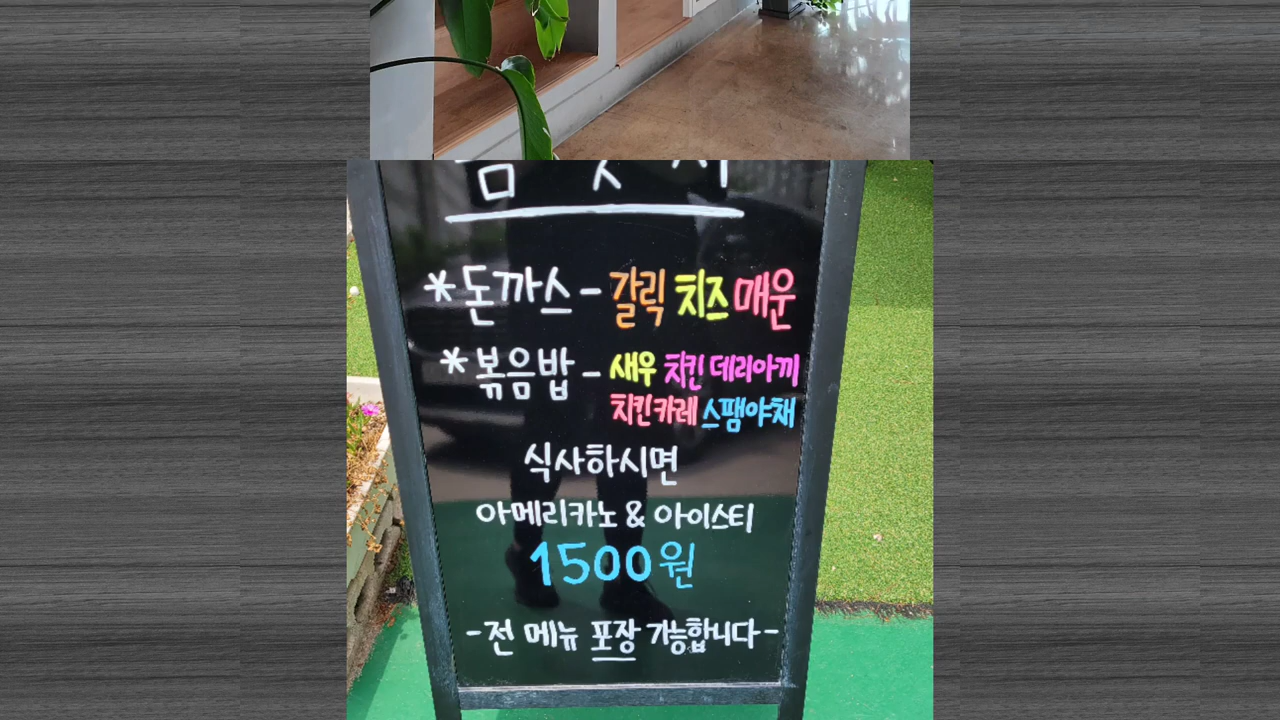 *돈까스-갈릭 치즈 매운
*볶음밥-새우 치킨 데리야끼
치킨카레 스팸야채
식사하시면
아메리카노 & 아이스티
1500원
-전 메뉴 포장 가능합니다-